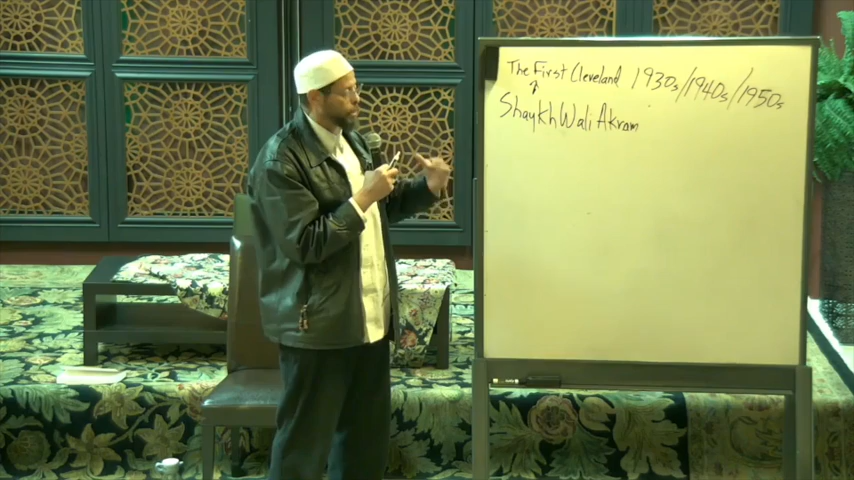 The First Cleveland 1930s/1940s/1950s
↑
Shaykh Wali Akram